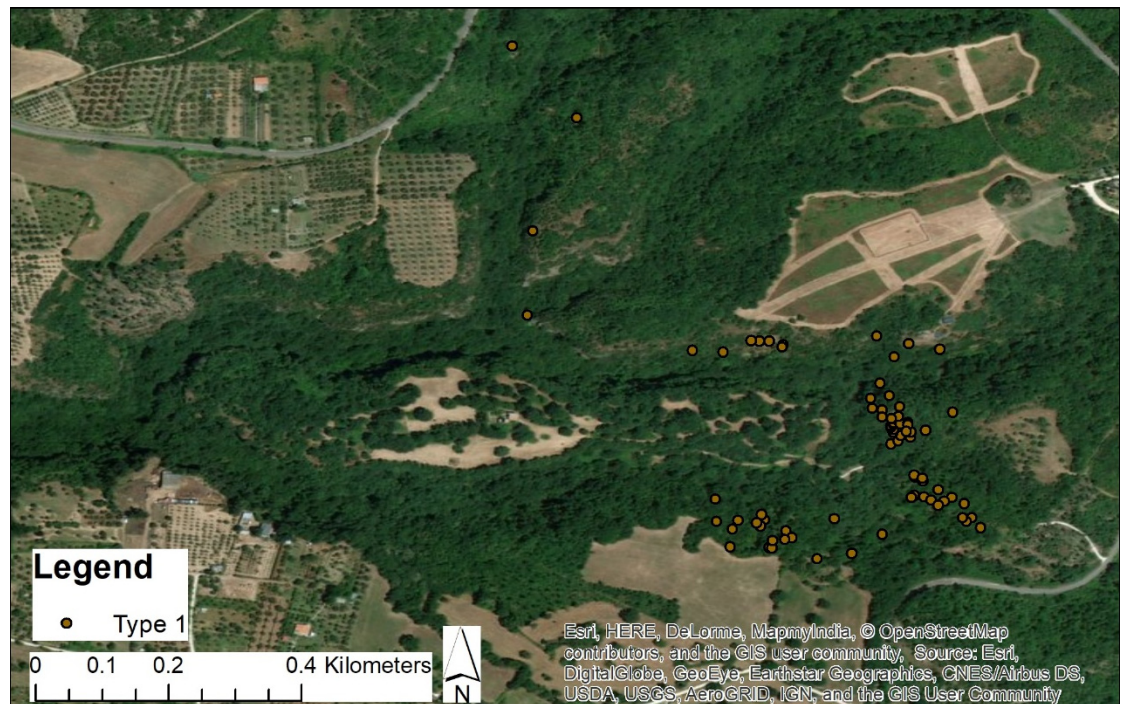 Legend
Type 1
0 0.1 0.2 0.4 Kilometers
N
Esri, HERE, DeLorme, MapmyIndia, © OpenStreetMap
contributors, and the GIS user community, Source: Esri,
DigitalGlobe, GeoEye, Earthstar Geographics, CNES/Airbus DS,
USDA, USGS, AeroGRID, IGN, and the GIS User Community